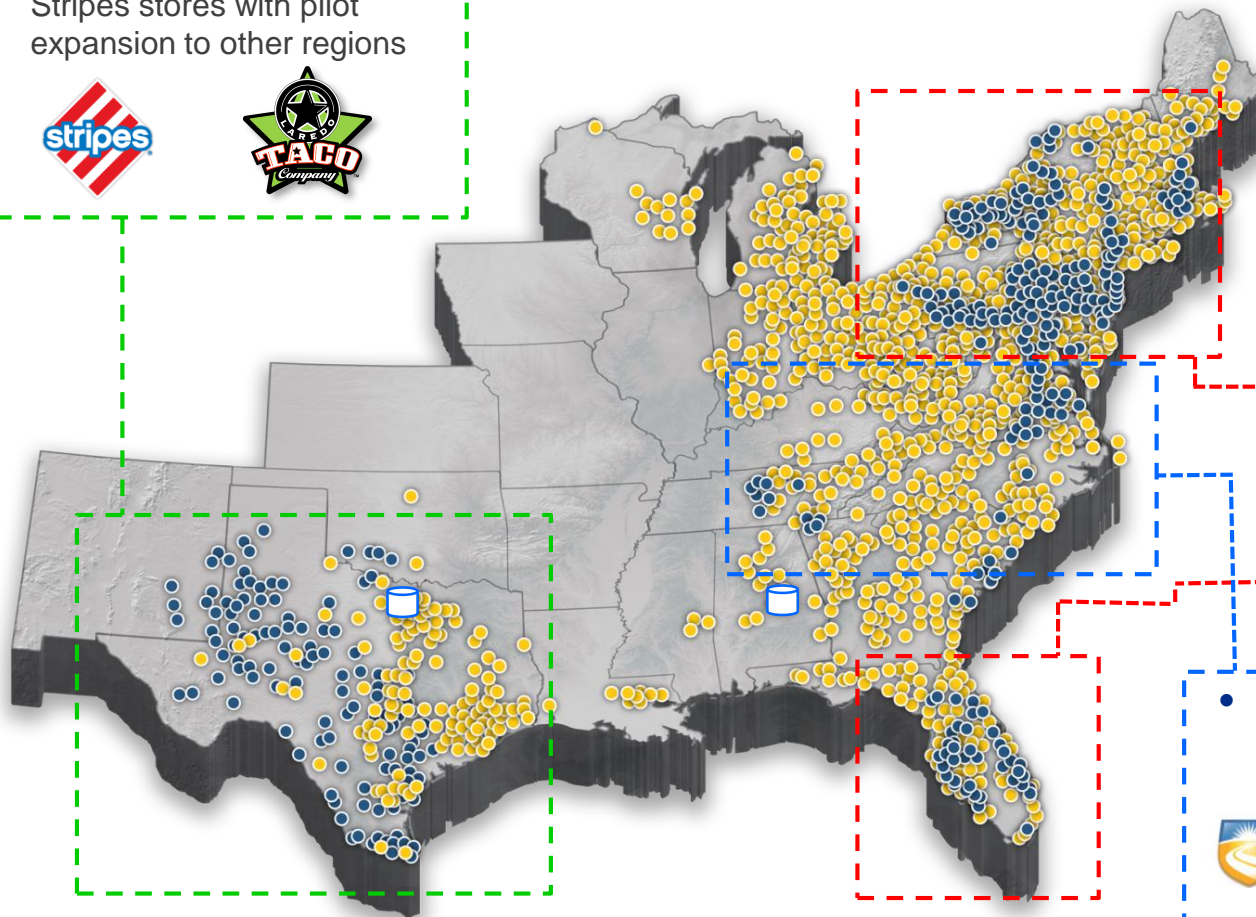 Stripes stores with pilot
expansion to other regions
stripes
LAREDO
TACO
Company